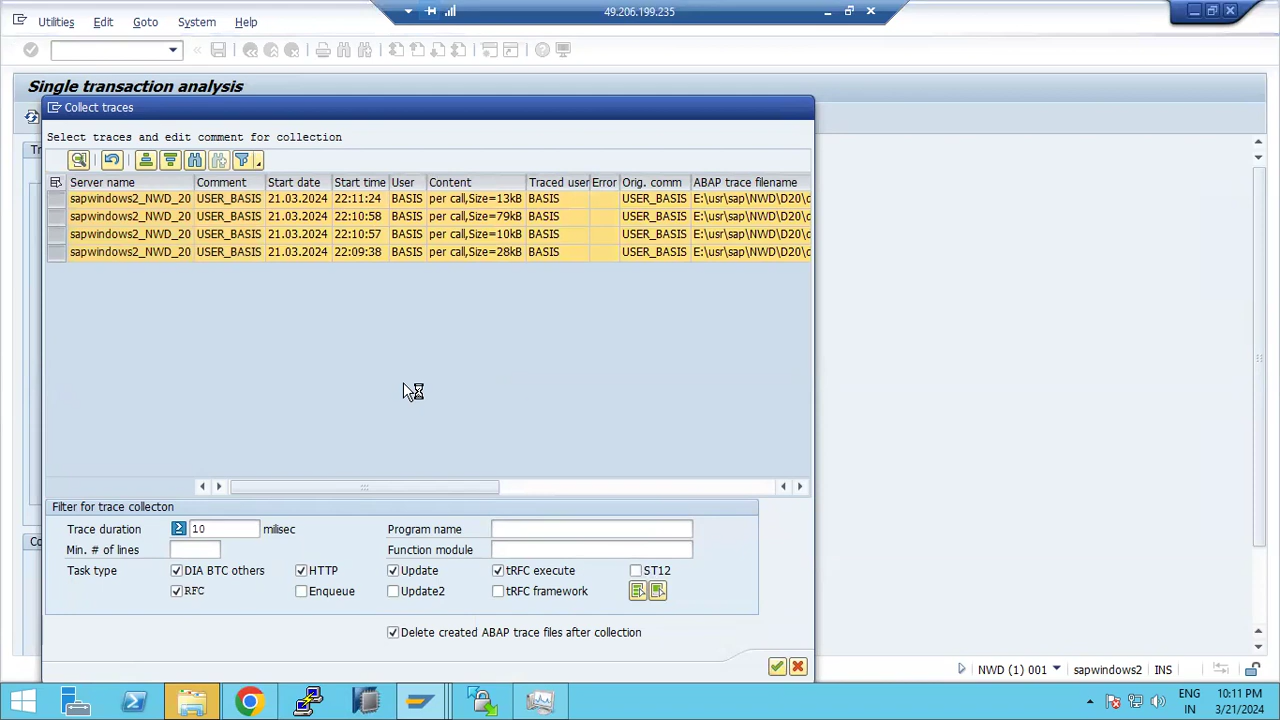 Utilities Edit Goto System Help
49.206.199.235
Single transaction analysis
Collect traces
Select traces and edit comment for collection
Server name Comment Start date Start time User Content Traced user Error Orig. comm ABAP trace filename
sapwindows2_NWD_20 USER_BASIS 21.03.2024 22:11:24 BASIS per call,Size=13kB BASIS USER_BASIS E:\usr\sap\NWD\D20\d
sapwindows2_NWD_20 USER_BASIS 21.03.2024 22:10:58 BASIS per call,Size=79kB BASIS USER_BASIS E:\usr\sap\NWD\D20\d
sapwindows2_NWD_20 USER_BASIS 21.03.2024 22:10:57 BASIS per call,Size=10kB BASIS USER_BASIS E:\usr\sap\NWD\D20\d
sapwindows2_NWD_20 USER_BASIS 21.03.2024 22:09:38 BASIS per call,Size=28kB BASIS USER_BASIS E:\usr\sap\NWD\D20\d
Filter for trace collecton
Trace duration 10 milisec Program name
Min. # of lines Function module
Task type DIA BTC others HTTP Update tRFC execute ST12
RFC Enqueue Update2 tRFC framework
Delete created ABAP trace files after collection
NWD (1) 001 sapwindows2 INS
ENG 10:11 PM
IN 3/21/2024